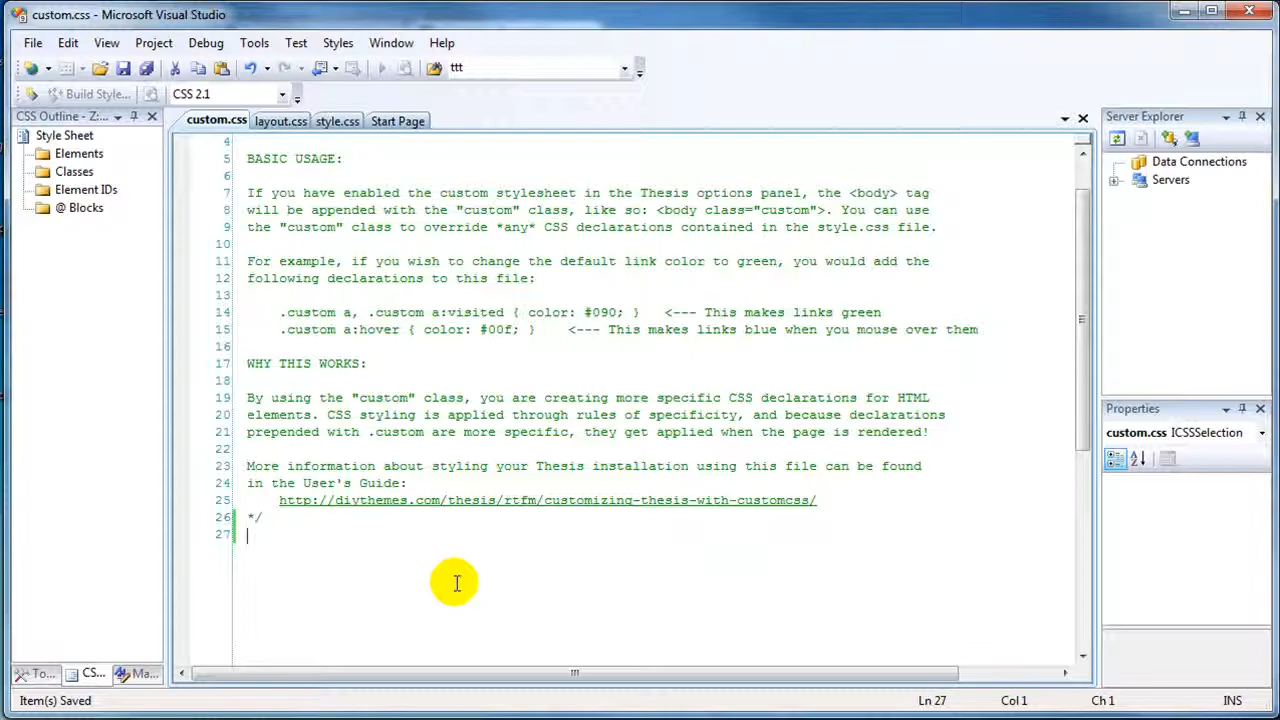 custom.css - Microsoft Visual Studio
File Edit View Project Debug Tools Test Styles Window Help
ttt
Build Style... CSS 2.1
CSS Outline - Z:...
Style Sheet
Elements
Classes
Element IDs
@ Blocks
custom.css layout.css style.css Start Page
4
5 BASIC USAGE:
6
7 If you have enabled the custom stylesheet in the Thesis options panel, the <body> tag
8 will be appended with the "custom" class, like so: <body class="custom">. You can use
9 the "custom" class to override *any* CSS declarations contained in the style.css file.
10
11 For example, if you wish to change the default link color to green, you would add the
12 following declarations to this file:
13
14 .custom a, .custom a:visited { color: #090; } <--- This makes links green
15 .custom a:hover { color: #00f; } <--- This makes links blue when you mouse over them
16
17 WHY THIS WORKS:
18
19 By using the "custom" class, you are creating more specific CSS declarations for HTML
20 elements. CSS styling is applied through rules of specificity, and because declarations
21 prepended with .custom are more specific, they get applied when the page is rendered!
22
23 More information about styling your Thesis installation using this file can be found
24 in the User's Guide:
25 http://diythemes.com/thesis/rtfm/customizing-thesis-with-customcss/
26 */
27
Server Explorer
Data Connections
Servers
Properties
custom.css ICSSSelection
To... CS... Ma...
Item(s) Saved Ln 27 Col 1 Ch 1 INS